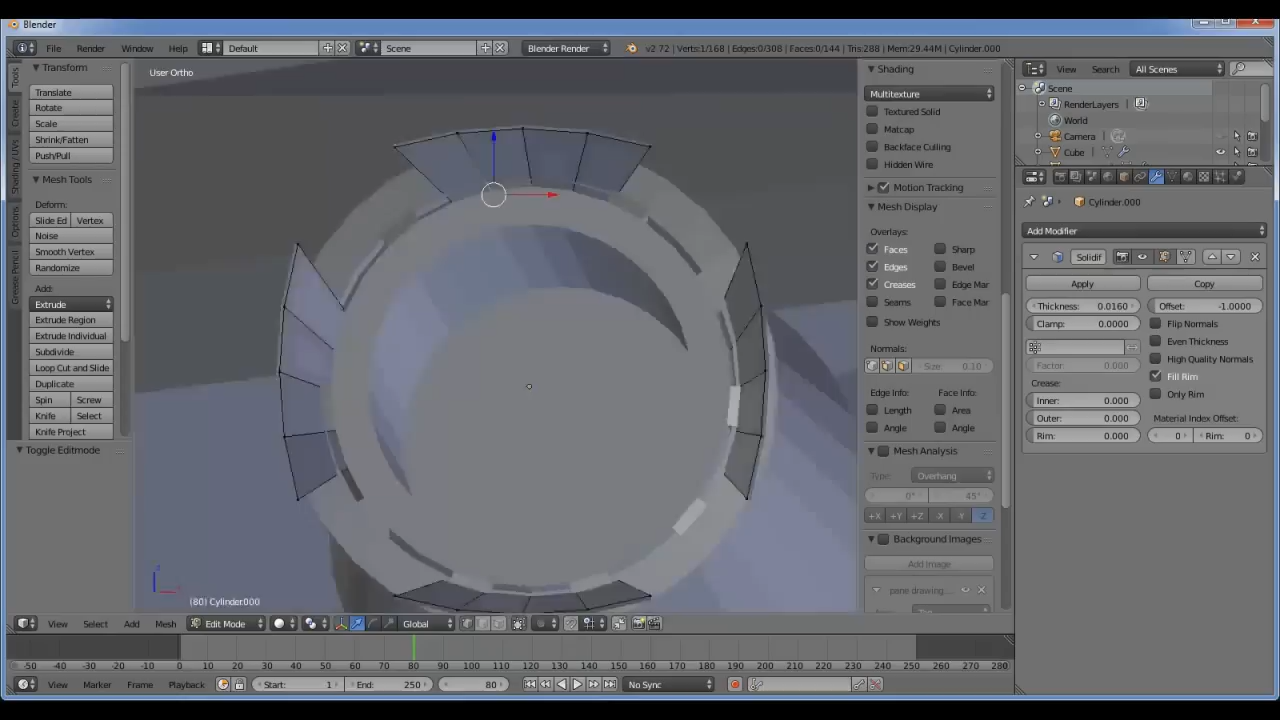 Blender
File Render Window Help Default Scene Blender Render v2.72 | Verts:1/168 | Edges:0/308 | Faces:0/144 | Tris:288 | Mem:29.44M | Cylinder.000
Tools
Create
Shading / UVs
Options
Grease Pencil
Transform
Translate
Rotate
Scale
Shrink/Fatten
Push/Pull
Mesh Tools
Deform:
Slide Ed Vertex
Noise
Smooth Vertex
Randomize
Add:
Extrude
Extrude Region
Extrude Individual
Subdivide
Loop Cut and Slide
Duplicate
Spin Screw
Knife Select
Knife Project
Toggle Editmode
User Ortho
(80) Cylinder.000
Shading
Multitexture
Textured Solid
Matcap
Backface Culling
Hidden Wire
Motion Tracking
Mesh Display
Overlays:
Faces Sharp
Edges Bevel
Creases Edge Mar
Seams Face Mar
Show Weights
Normals:
Size: 0.10
Edge Info: Face Info:
Length Area
Angle Angle
Mesh Analysis
Type: Overhang
0° 45°
+X +Y +Z -X -Y -Z
Background Images
Add Image
pane drawing....
View Search All Scenes
Scene
RenderLayers
World
Camera
Cube
Cylinder.000
Add Modifier
Solidif
Apply Copy
Thickness: 0.0160 Offset: -1.0000
Clamp: 0.0000 Flip Normals
Even Thickness
High Quality Normals
Factor: 0.000 Fill Rim
Crease: Only Rim
Inner: 0.000
Outer: 0.000 Material Index Offset:
Rim: 0.000 0 Rim: 0
View Select Add Mesh Edit Mode Global
-50 -40 -30 -20 -10 0 10 20 30 40 50 60 70 80 90 100 110 120 130 140 150 160 170 180 190 200 210 220 230 240 250 260 270 280
View Marker Frame Playback Start: 1 End: 250 80 No Sync